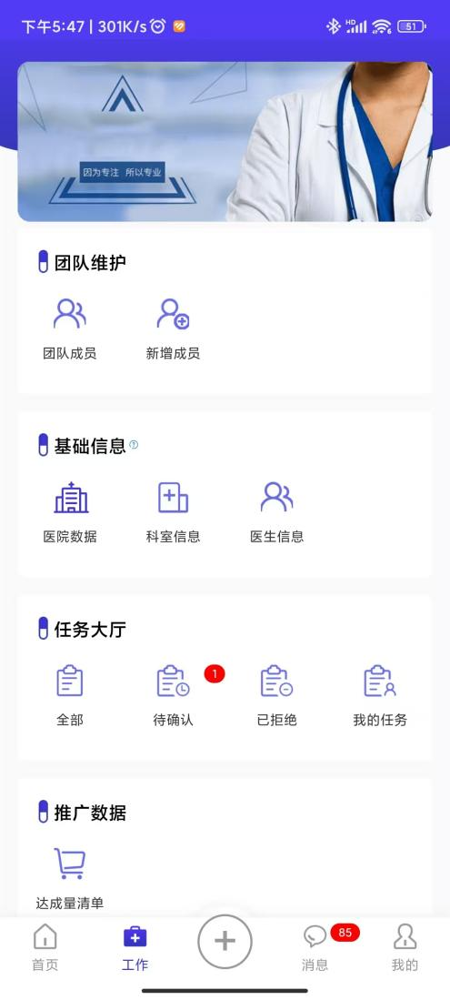 下午5:47 | 301K/s
HD
6
51
因为专注 所以专业
团队维护
团队成员 新增成员
基础信息 ?
医院数据 科室信息 医生信息
任务大厅
1
全部 待确认 已拒绝 我的任务
推广数据
达成量清单
85
首页 工作 消息 我的